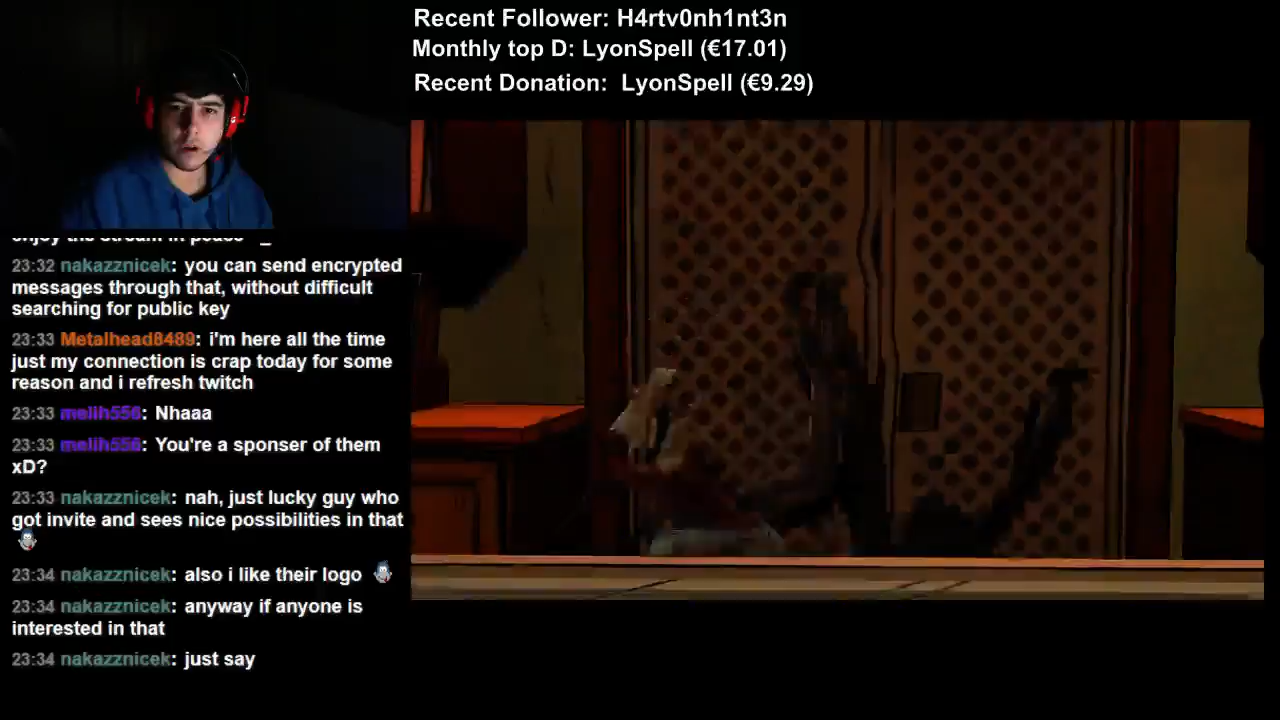 Recent Follower: H4rtv0nh1nt3n
Monthly top D: LyonSpell (€17.01)
Recent Donation: LyonSpell (€9.29)
enjoy the stream in peace
23:32 nakazznicek: you can send encrypted
messages through that, without difficult
searching for public key
23:33 Metalhead8489: i'm here all the time
just my connection is crap today for some
reason and i refresh twitch
23:33 melih556: Nhaaa
23:33 melih556: You're a sponser of them
xD?
23:33 nakazznicek: nah, just lucky guy who
got invite and sees nice possibilities in that
23:34 nakazznicek: also i like their logo
23:34 nakazznicek: anyway if anyone is
interested in that
23:34 nakazznicek: just say